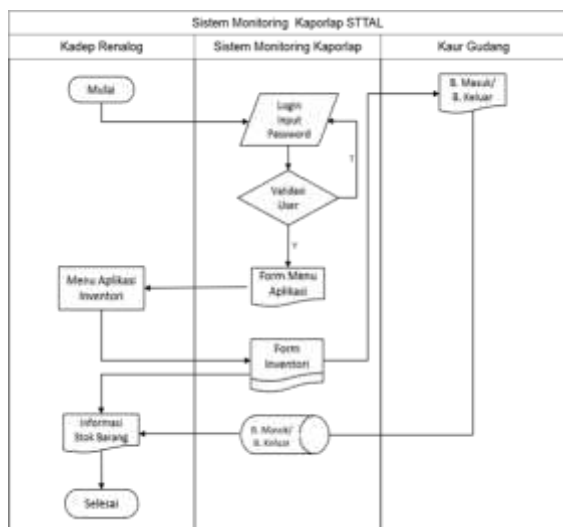 Sistem Monitoring Kaporlap STTAL
Kadep Renalog
Sistem Monitoring Kaporlap
Kaur Gudang
Mulai
Login
Input
Password
B. Masuk/
B. Keluar
T
Validasi
User
Y
Menu Aplikasi
Inventori
Form Menu
Aplikasi
Form
Inventori
Informasi
Stok Barang
B. Masuk/
B. Keluar
Selesai